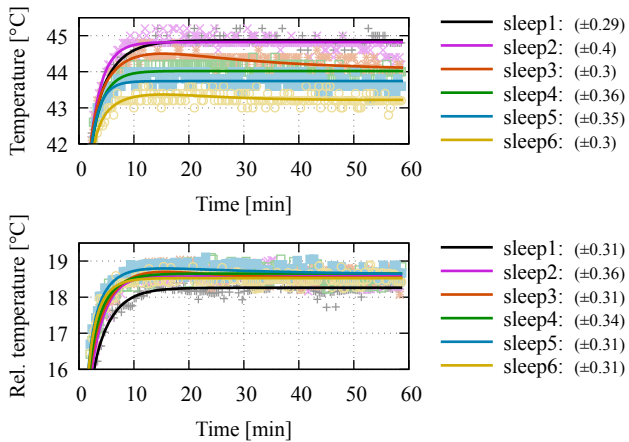 Temperature [°C]
45
44
43
42
0 10 20 30 40 50 60
Time [min]
sleep1: (±0.29)
sleep2: (±0.4)
sleep3: (±0.3)
sleep4: (±0.36)
sleep5: (±0.35)
sleep6: (±0.3)
Rel. temperature [°C]
19
18
17
16
0 10 20 30 40 50 60
Time [min]
sleep1: (±0.31)
sleep2: (±0.36)
sleep3: (±0.31)
sleep4: (±0.34)
sleep5: (±0.31)
sleep6: (±0.31)